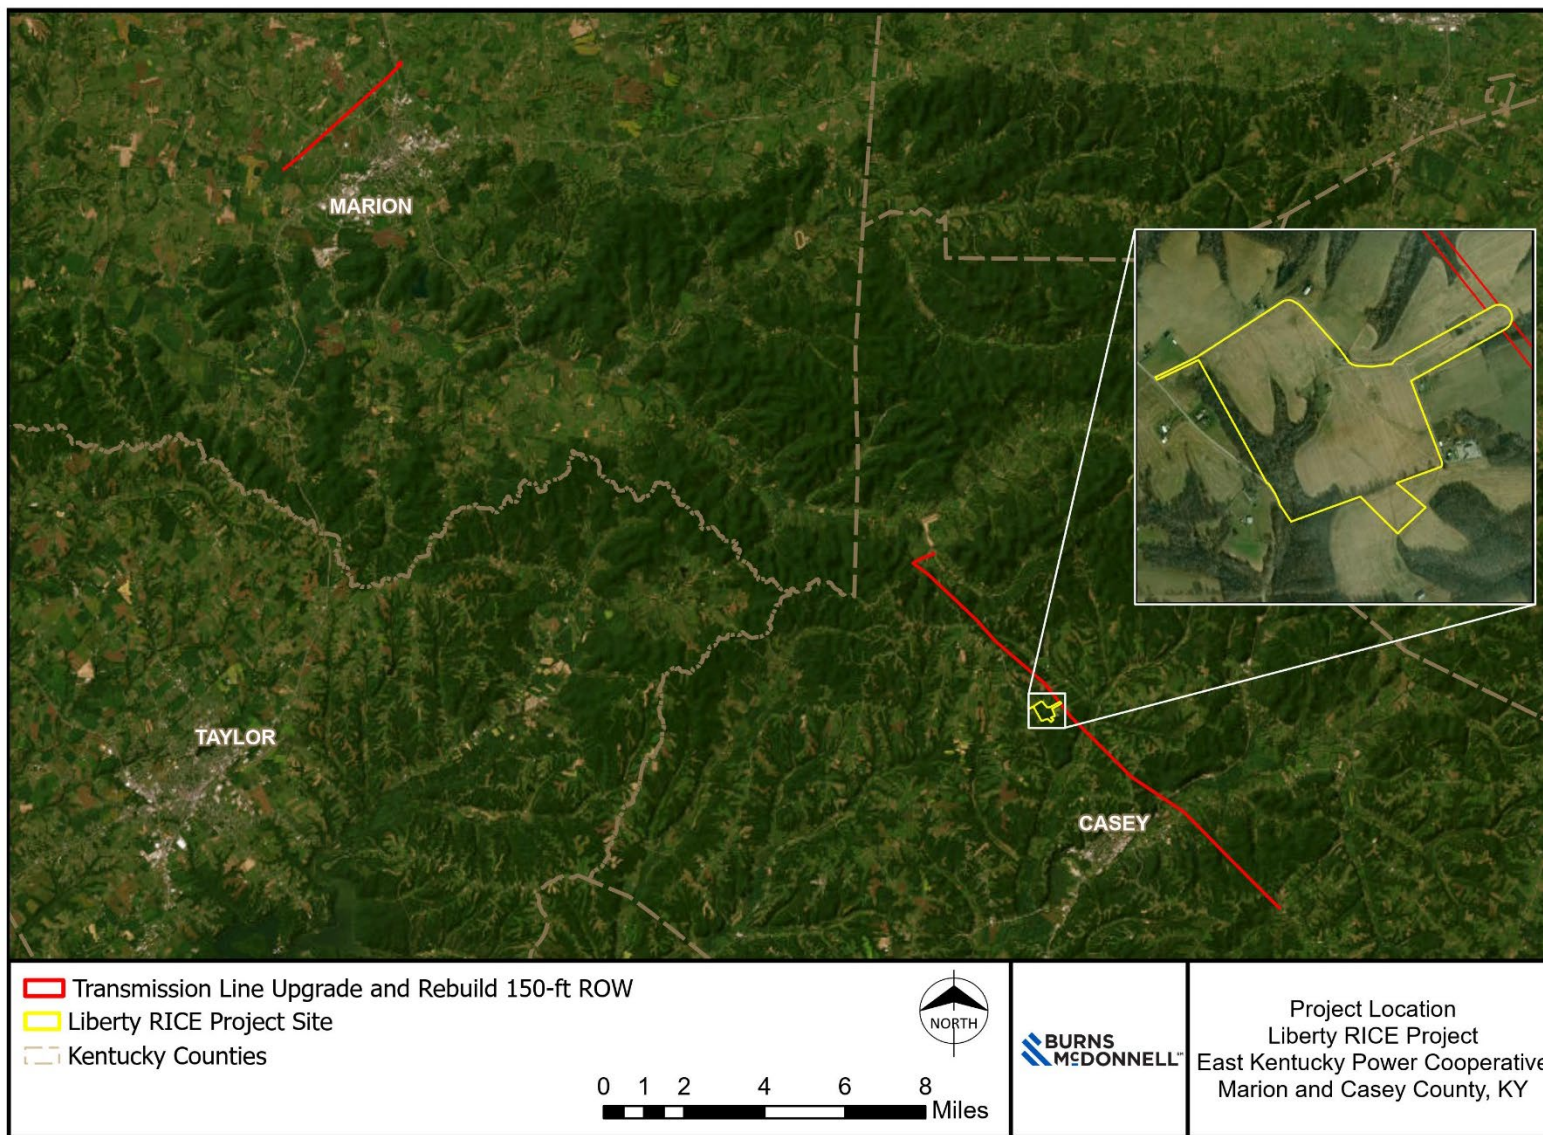 MARION
TAYLOR
CASEY
Transmission Line Upgrade and Rebuild 150-ft ROW
Liberty RICE Project Site
Kentucky Counties
NORTH
0 1 2 4 6 8
Miles
BURNS
MCDONNELL
Project Location
Liberty RICE Project
East Kentucky Power Cooperative
Marion and Casey County, KY